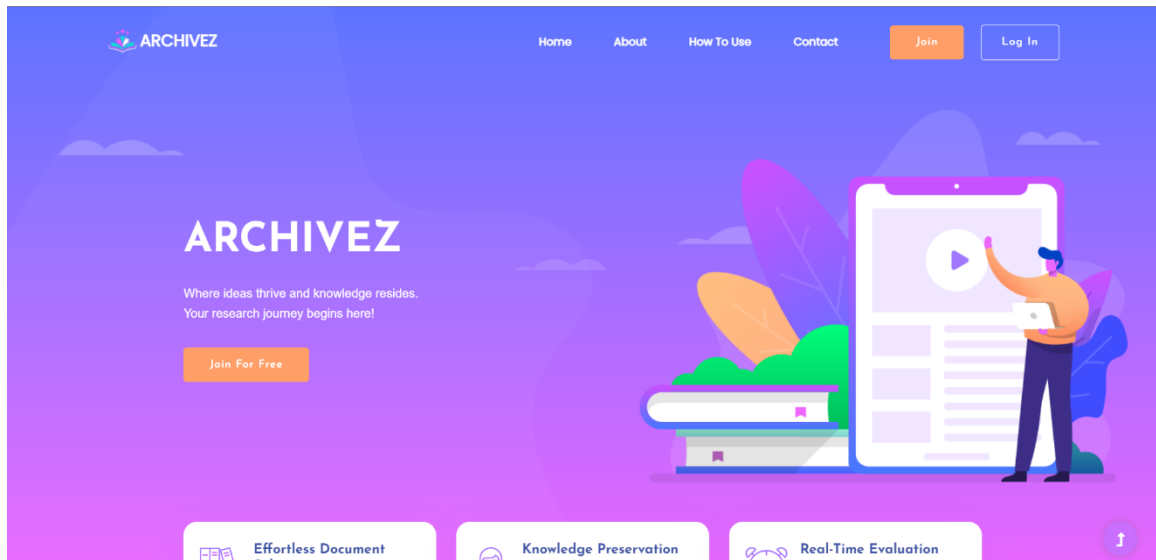 ARCHIVEZ
Home
About
How To Use
Contact
Join
Log In
ARCHIVEZ
Where ideas thrive and knowledge resides.
Your research journey begins here!
Join For Free
Effortless Document
Knowledge Preservation
Real-Time Evaluation